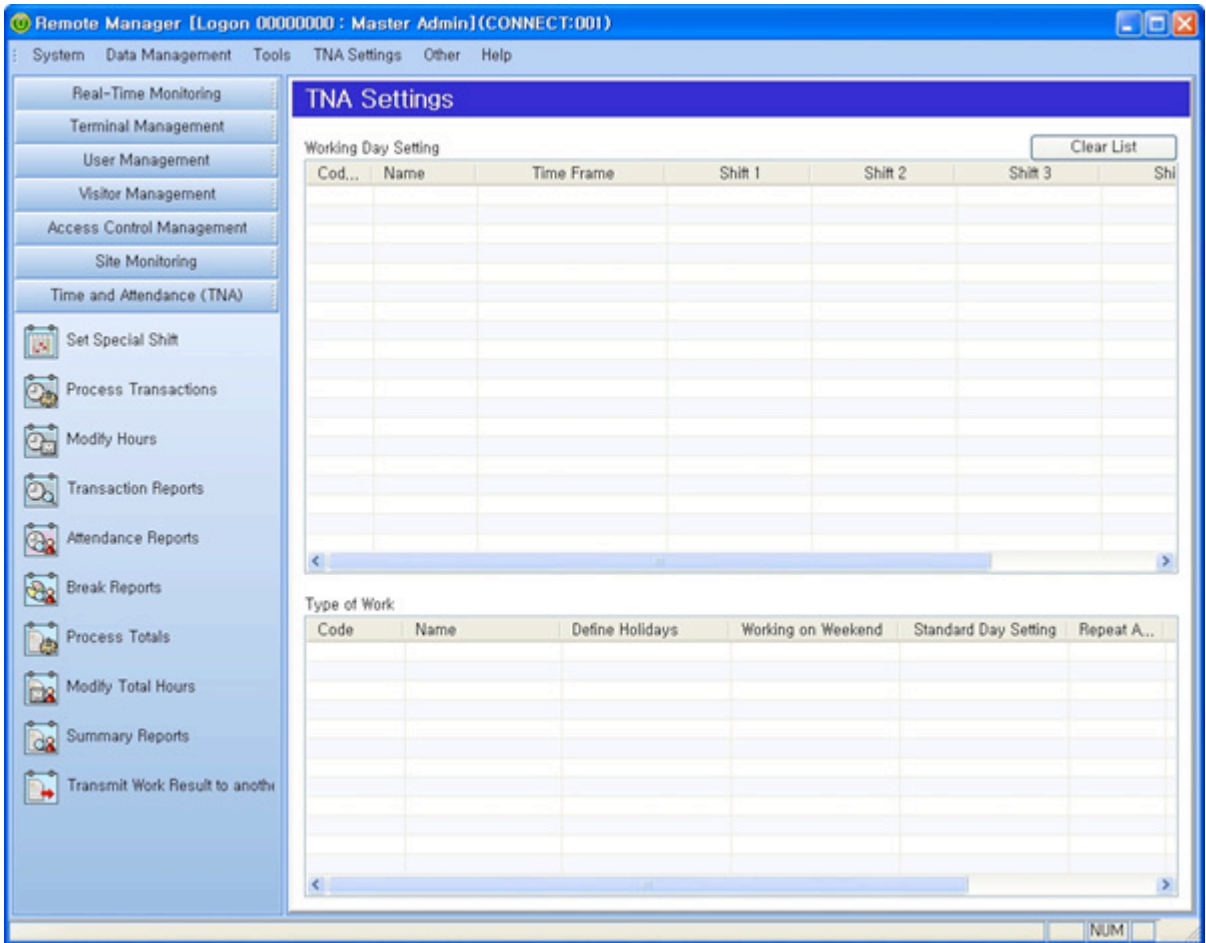 Remote Manager [Logon 00000000 : Master Admin](CONNECT:001)
System Data Management Tools TNA Settings Other Help
Real-Time Monitoring
Terminal Management
User Management
Visitor Management
Access Control Management
Site Monitoring
Time and Attendance (TNA)
Set Special Shift
Process Transactions
Modify Hours
Transaction Reports
Attendance Reports
Break Reports
Process Totals
Modify Total Hours
Summary Reports
Transmit Work Result to anothe
TNA Settings
Working Day Setting
Clear List
Cod... Name Time Frame Shift 1 Shift 2 Shift 3 Shi
Type of Work
Code Name Define Holidays Working on Weekend Standard Day Setting Repeat A...
NUM